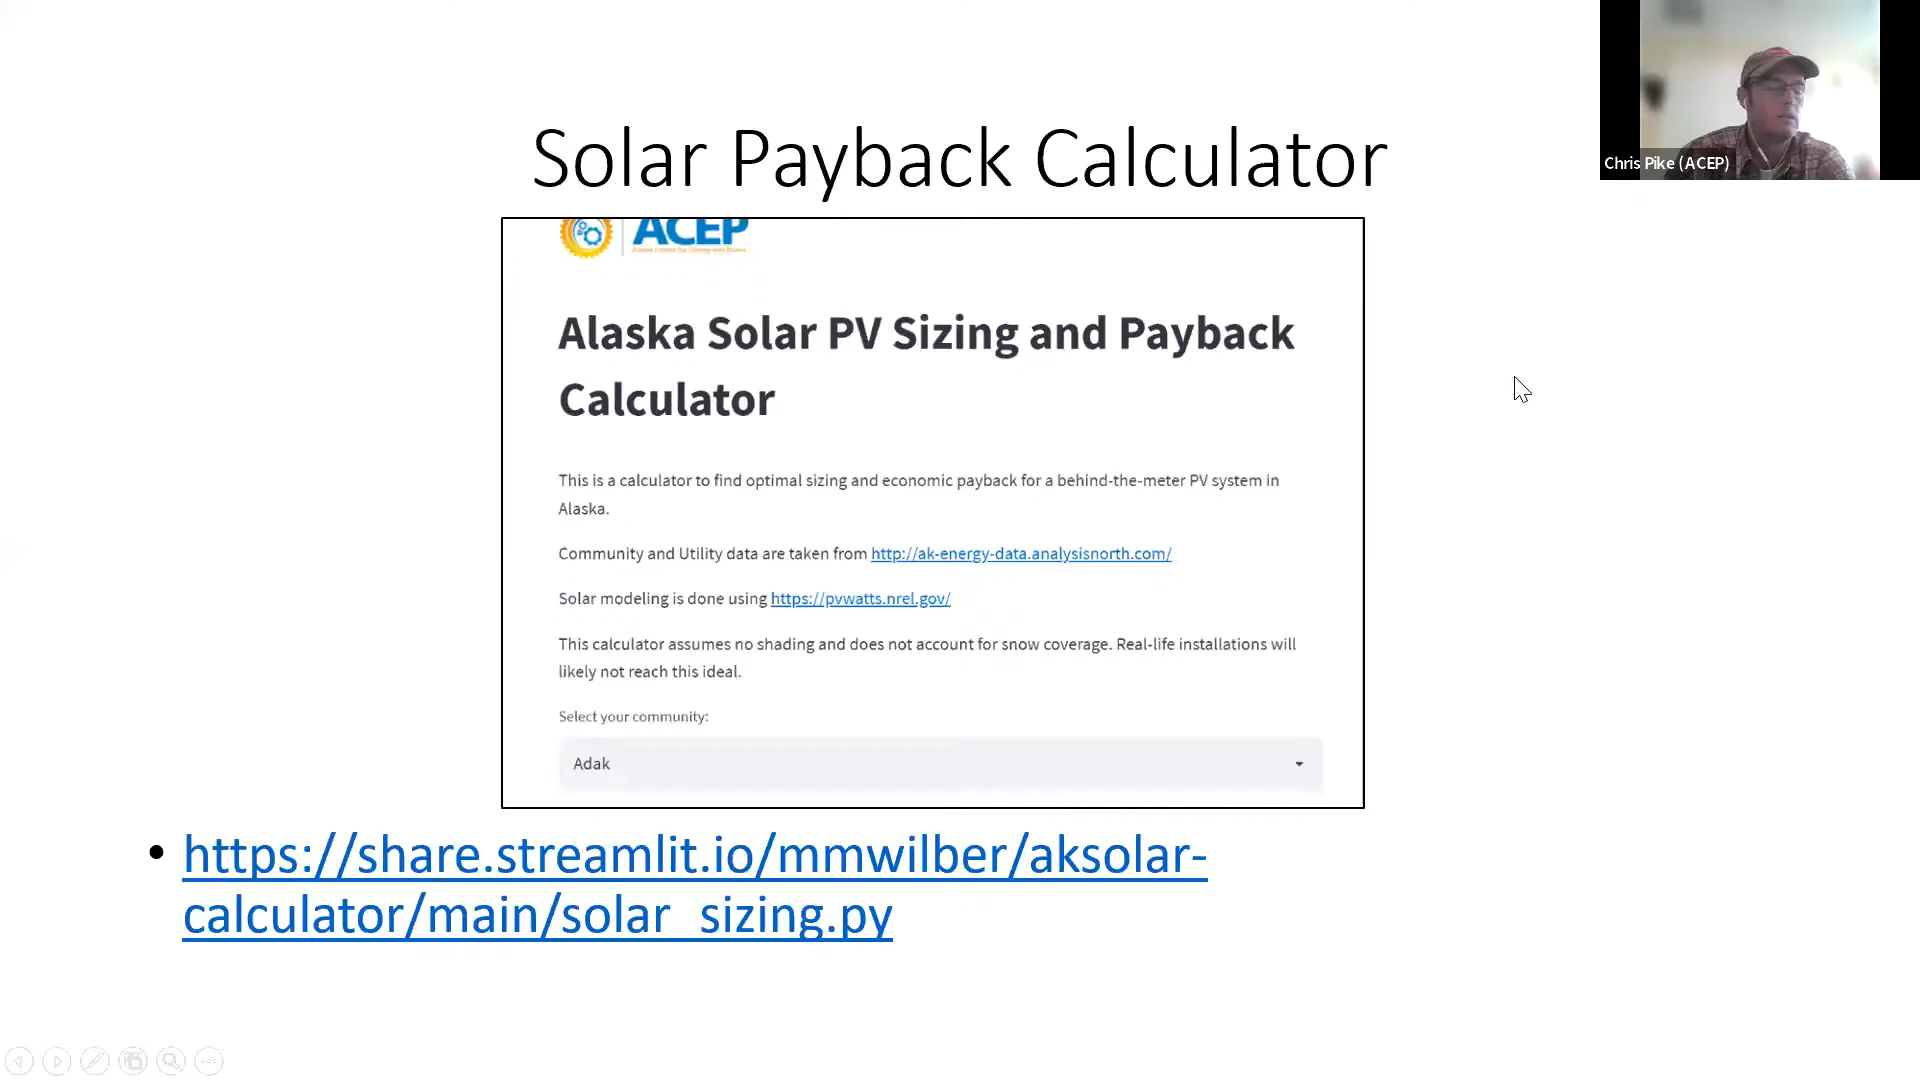 Solar Payback Calculator
Chris Pike (ACEP)
ACEP
Alaska Solar PV Sizing and Payback
Calculator
This is a calculator to find optimal sizing and economic payback for a behind-the-meter PV system in
Alaska.
Community and Utility data are taken from http://ak-energy-data.analysisnorth.com/
Solar modeling is done using https://pvwatts.nrel.gov/
This calculator assumes no shading and does not account for snow coverage. Real-life installations will
likely not reach this ideal.
Select your community:
Adak
• https://share.streamlit.io/mmwilber/aksolar-
calculator/main/solar_sizing.py